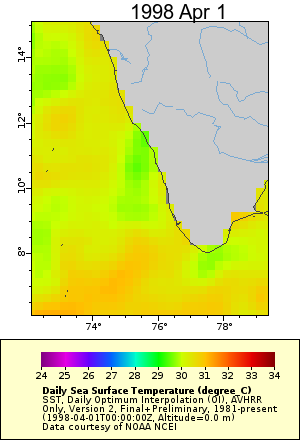 1998 Apr 1
14°
12°
10°
8°
74° 76° 78°
24 25 26 27 28 29 30 31 32 33 34
Daily Sea Surface Temperature (degree_C)
SST, Daily Optimum Interpolation (OI), AVHRR
Only, Version 2, Final+Preliminary, 1981-present
(1998-04-01T00:00:00Z, Altitude=0.0 m)
Data courtesy of NOAA NCEI